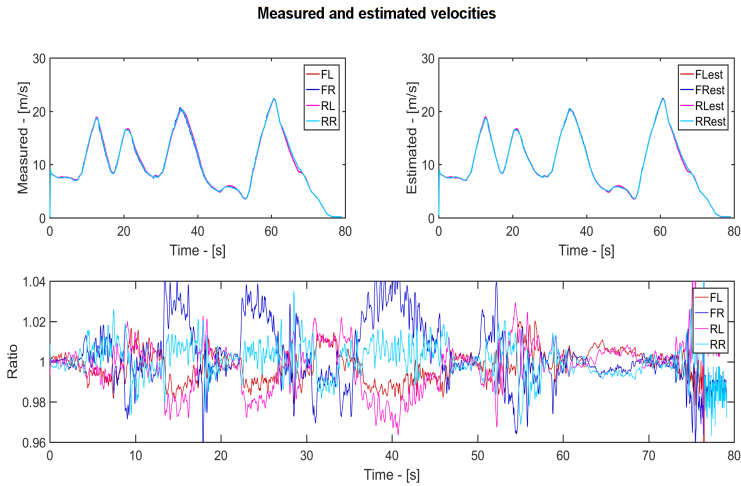 Measured and estimated velocities
Measured - [m/s]
30
20
10
0
0 20 40 60 80
Time - [s]
FL
FR
RL
RR
Estimated - [m/s]
30
20
10
0
0 20 40 60 80
Time - [s]
FLest
FRest
RLest
RRest
Ratio
1.04
1.02
1
0.98
0.96
0 10 20 30 40 50 60 70 80
Time - [s]
FL
FR
RL
RR